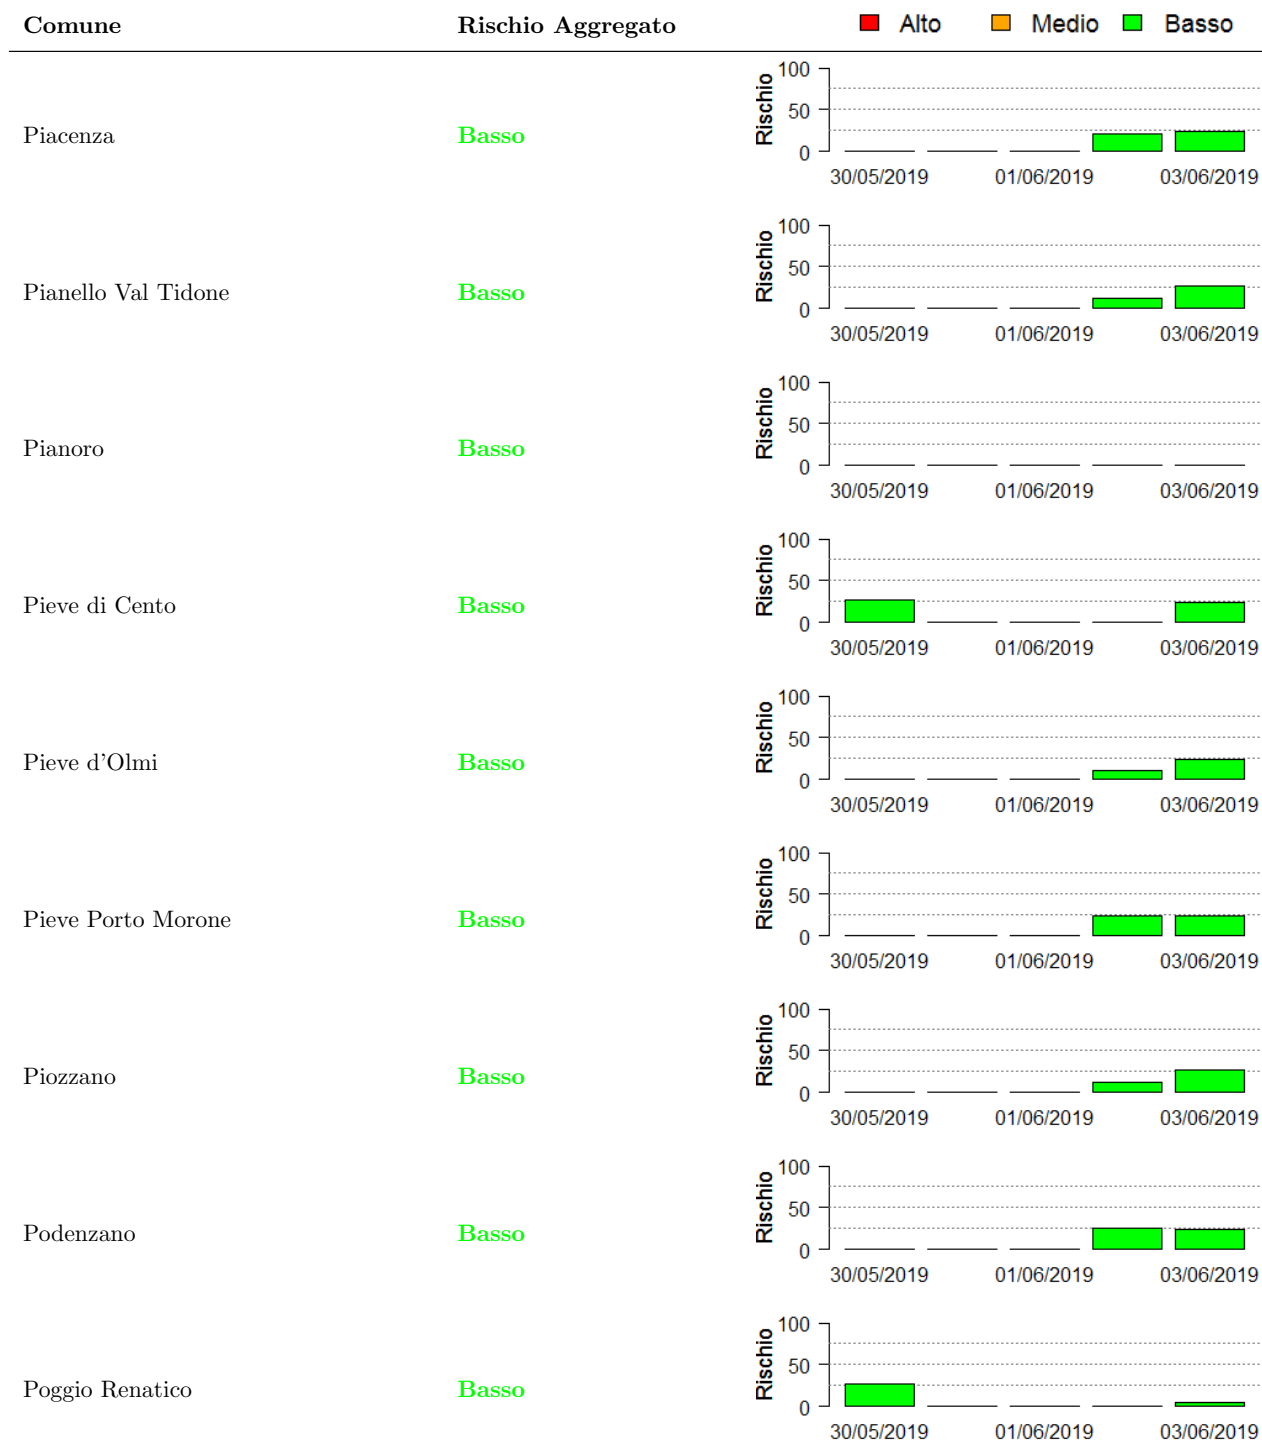 Comune Rischio Aggregato Alto Medio Basso
100
50
0
Rischio
Piacenza Basso
30/05/2019 01/06/2019 03/06/2019
100
50
0
Rischio
Pianello Val Tidone Basso
30/05/2019 01/06/2019 03/06/2019
100
50
0
Rischio
Pianoro Basso
30/05/2019 01/06/2019 03/06/2019
100
50
0
Rischio
Pieve di Cento Basso
30/05/2019 01/06/2019 03/06/2019
100
50
0
Rischio
Pieve d'Olmi Basso
30/05/2019 01/06/2019 03/06/2019
100
50
0
Rischio
Pieve Porto Morone Basso
30/05/2019 01/06/2019 03/06/2019
100
50
0
Rischio
Piozzano Basso
30/05/2019 01/06/2019 03/06/2019
100
50
0
Rischio
Podenzano Basso
30/05/2019 01/06/2019 03/06/2019
100
50
0
Rischio
Poggio Renatico Basso
30/05/2019 01/06/2019 03/06/2019